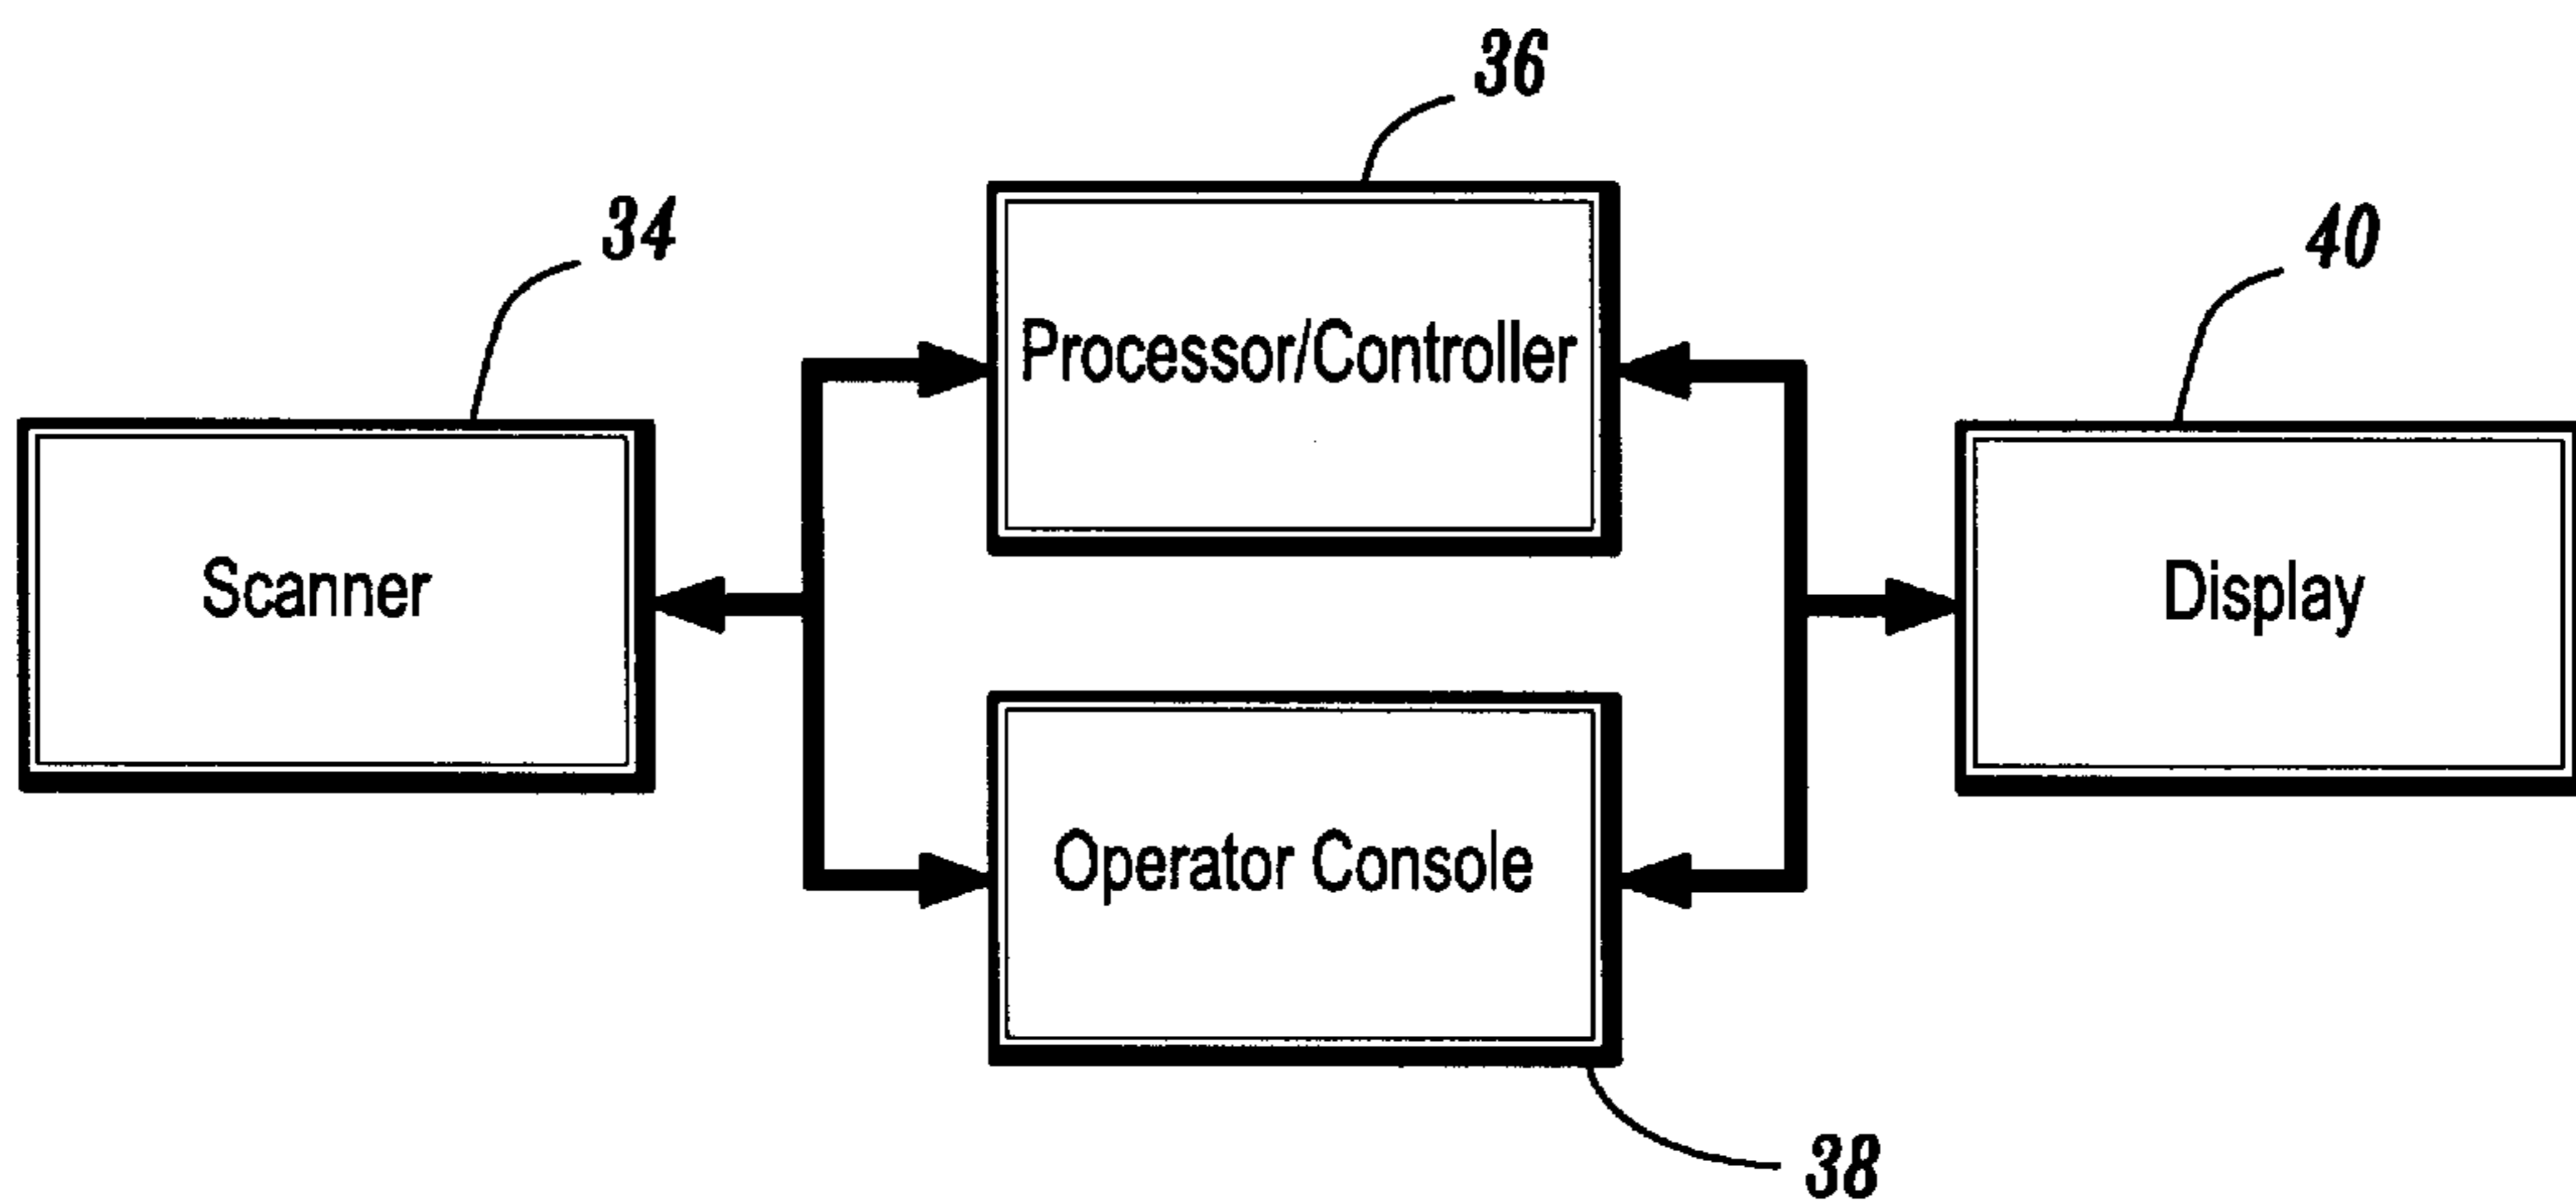 36
34
40
Processor/Controller
Scanner
Display
Operator Console
38